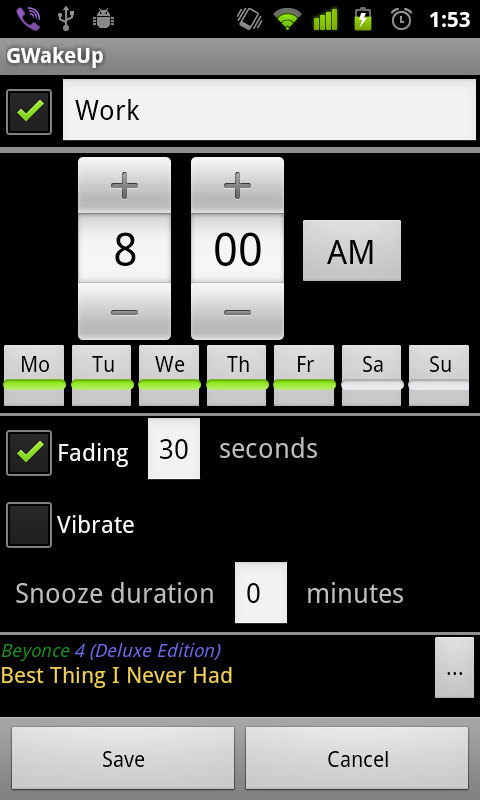 1:53
GWakeUp
Work
+ +
8 00 AM
− −
Mo Tu We Th Fr Sa Su
Fading 30 seconds
Vibrate
Snooze duration 0 minutes
Beyonce 4 (Deluxe Edition)
Best Thing I Never Had
...
Save Cancel